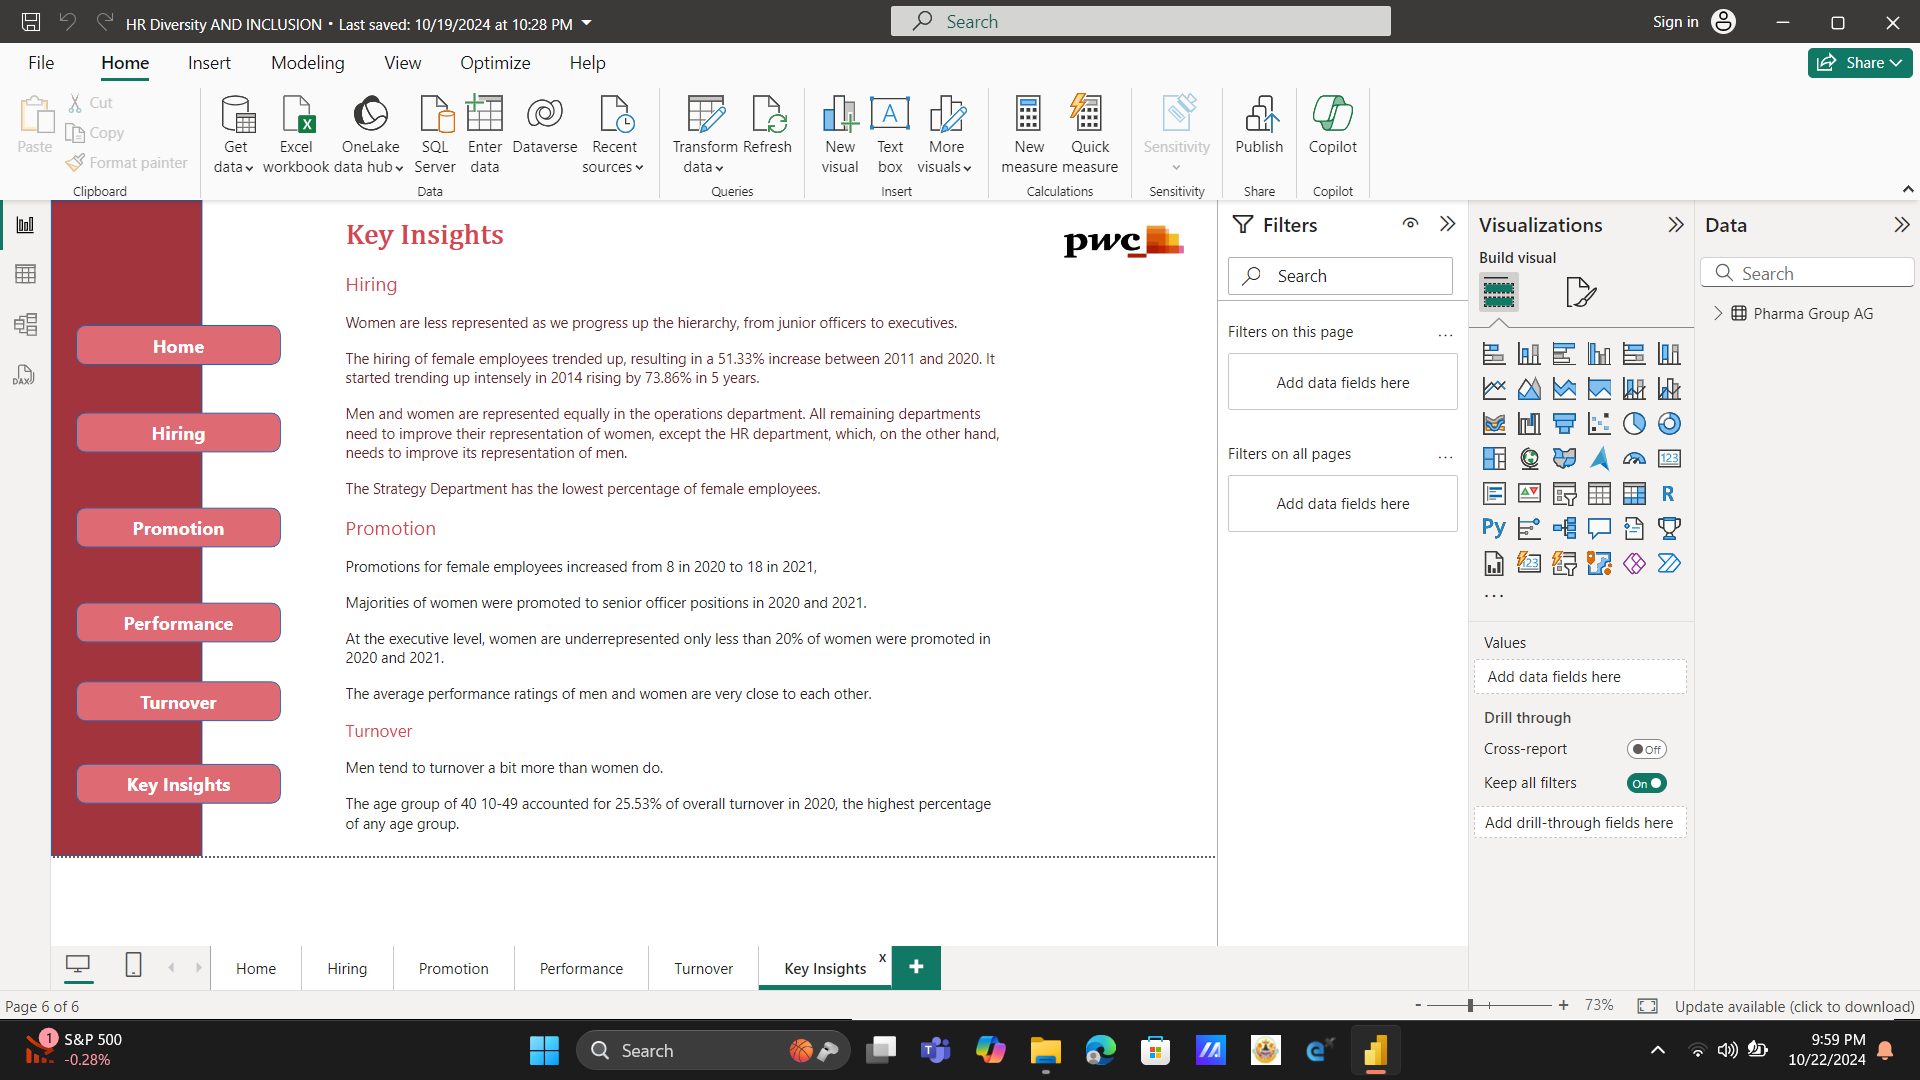 HR Diversity AND INCLUSION • Last saved: 10/19/2024 at 10:28 PM
Search
Sign in
File
Home
Insert
Modeling
View
Optimize
Help
Share
Paste
Cut
Copy
Format painter
Clipboard
Get data
Excel workbook
OneLake data hub
SQL Server
Enter data
Dataverse
Recent sources
Data
Transform data
Refresh
Queries
New visual
Text box
More visuals
Insert
New measure
Quick measure
Calculations
Sensitivity
Sensitivity
Publish
Share
Copilot
Copilot
DAX
Home
Hiring
Promotion
Performance
Turnover
Key Insights
Key Insights
pwc
Hiring
Women are less represented as we progress up the hierarchy, from junior officers to executives.
The hiring of female employees trended up, resulting in a 51.33% increase between 2011 and 2020. It
started trending up intensely in 2014 rising by 73.86% in 5 years.
Men and women are represented equally in the operations department. All remaining departments
need to improve their representation of women, except the HR department, which, on the other hand,
needs to improve its representation of men.
The Strategy Department has the lowest percentage of female employees.
Promotion
Promotions for female employees increased from 8 in 2020 to 18 in 2021,
Majorities of women were promoted to senior officer positions in 2020 and 2021.
At the executive level, women are underrepresented only less than 20% of women were promoted in
2020 and 2021.
The average performance ratings of men and women are very close to each other.
Turnover
Men tend to turnover a bit more than women do.
The age group of 40 10-49 accounted for 25.53% of overall turnover in 2020, the highest percentage
of any age group.
Filters
Search
Filters on this page
...
Add data fields here
Filters on all pages
...
Add data fields here
Visualizations
Build visual
123
R
Py
123
...
Values
Add data fields here
Drill through
Cross-report
Off
Keep all filters
On
Add drill-through fields here
Data
Search
Pharma Group AG
Home
Hiring
Promotion
Performance
Turnover
Key Insights
x
+
Page 6 of 6
- + 73%
Update available (click to download)
1
S&P 500
-0.28%
Search
9:59 PM
10/22/2024